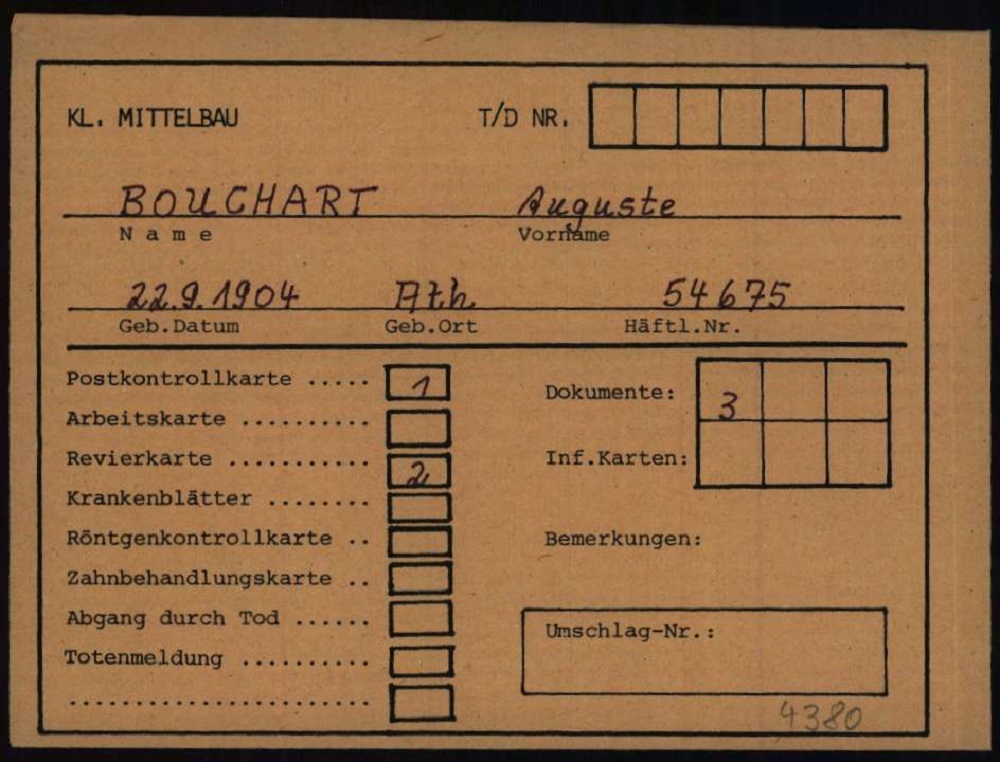 KL. MITTELBAU T/D NR.
BOUCHART Auguste
Name Vorname
22.9.1904 Ath. 54675
Geb.Datum Geb.Ort Häftl.Nr.
Postkontrollkarte ..... 1
Dokumente: 3
Arbeitskarte ..........
Revierkarte ........... 2
Inf.Karten:
Krankenblätter ........
Röntgenkontrollkarte ..
Bemerkungen:
Zahnbehandlungskarte ..
Abgang durch Tod ......
Umschlag-Nr.:
Totenmeldung ..........
.......................
4380